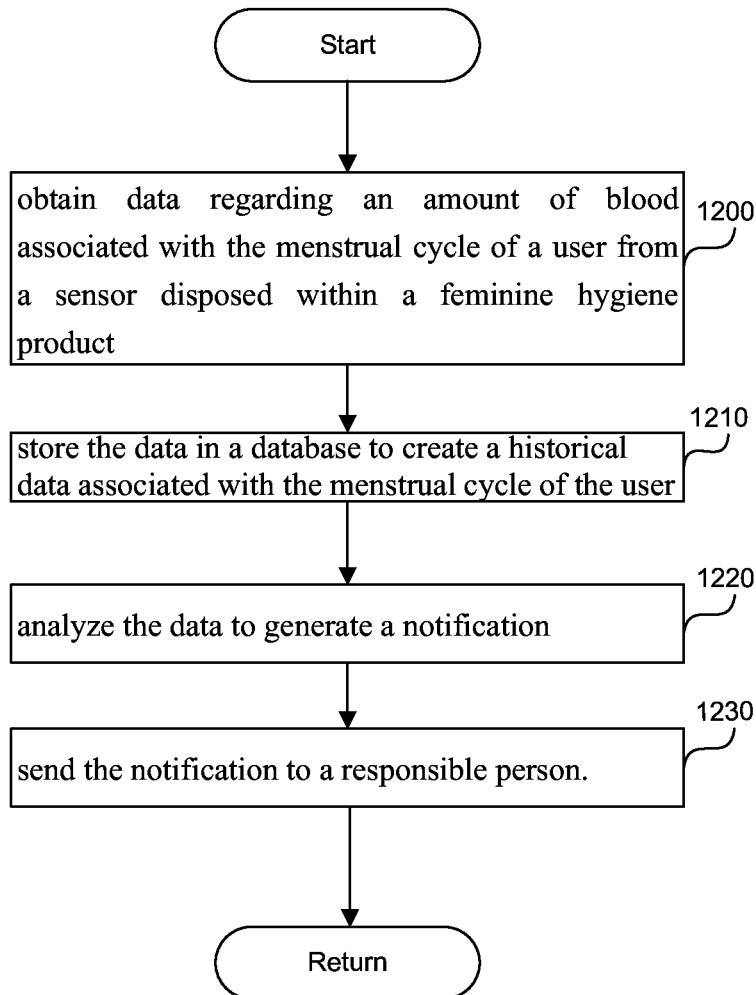 Start
obtain data regarding an amount of blood
associated with the menstrual cycle of a user from
a sensor disposed within a feminine hygiene
product
1200
store the data in a database to create a historical
data associated with the menstrual cycle of the user
1210
analyze the data to generate a notification
1220
send the notification to a responsible person.
1230
Return